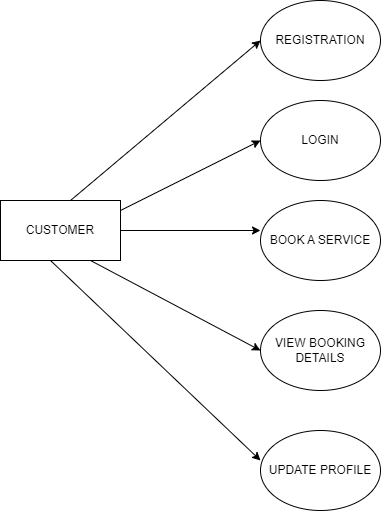 REGISTRATION
LOGIN
CUSTOMER
BOOK A SERVICE
VIEW BOOKING
DETAILS
UPDATE PROFILE